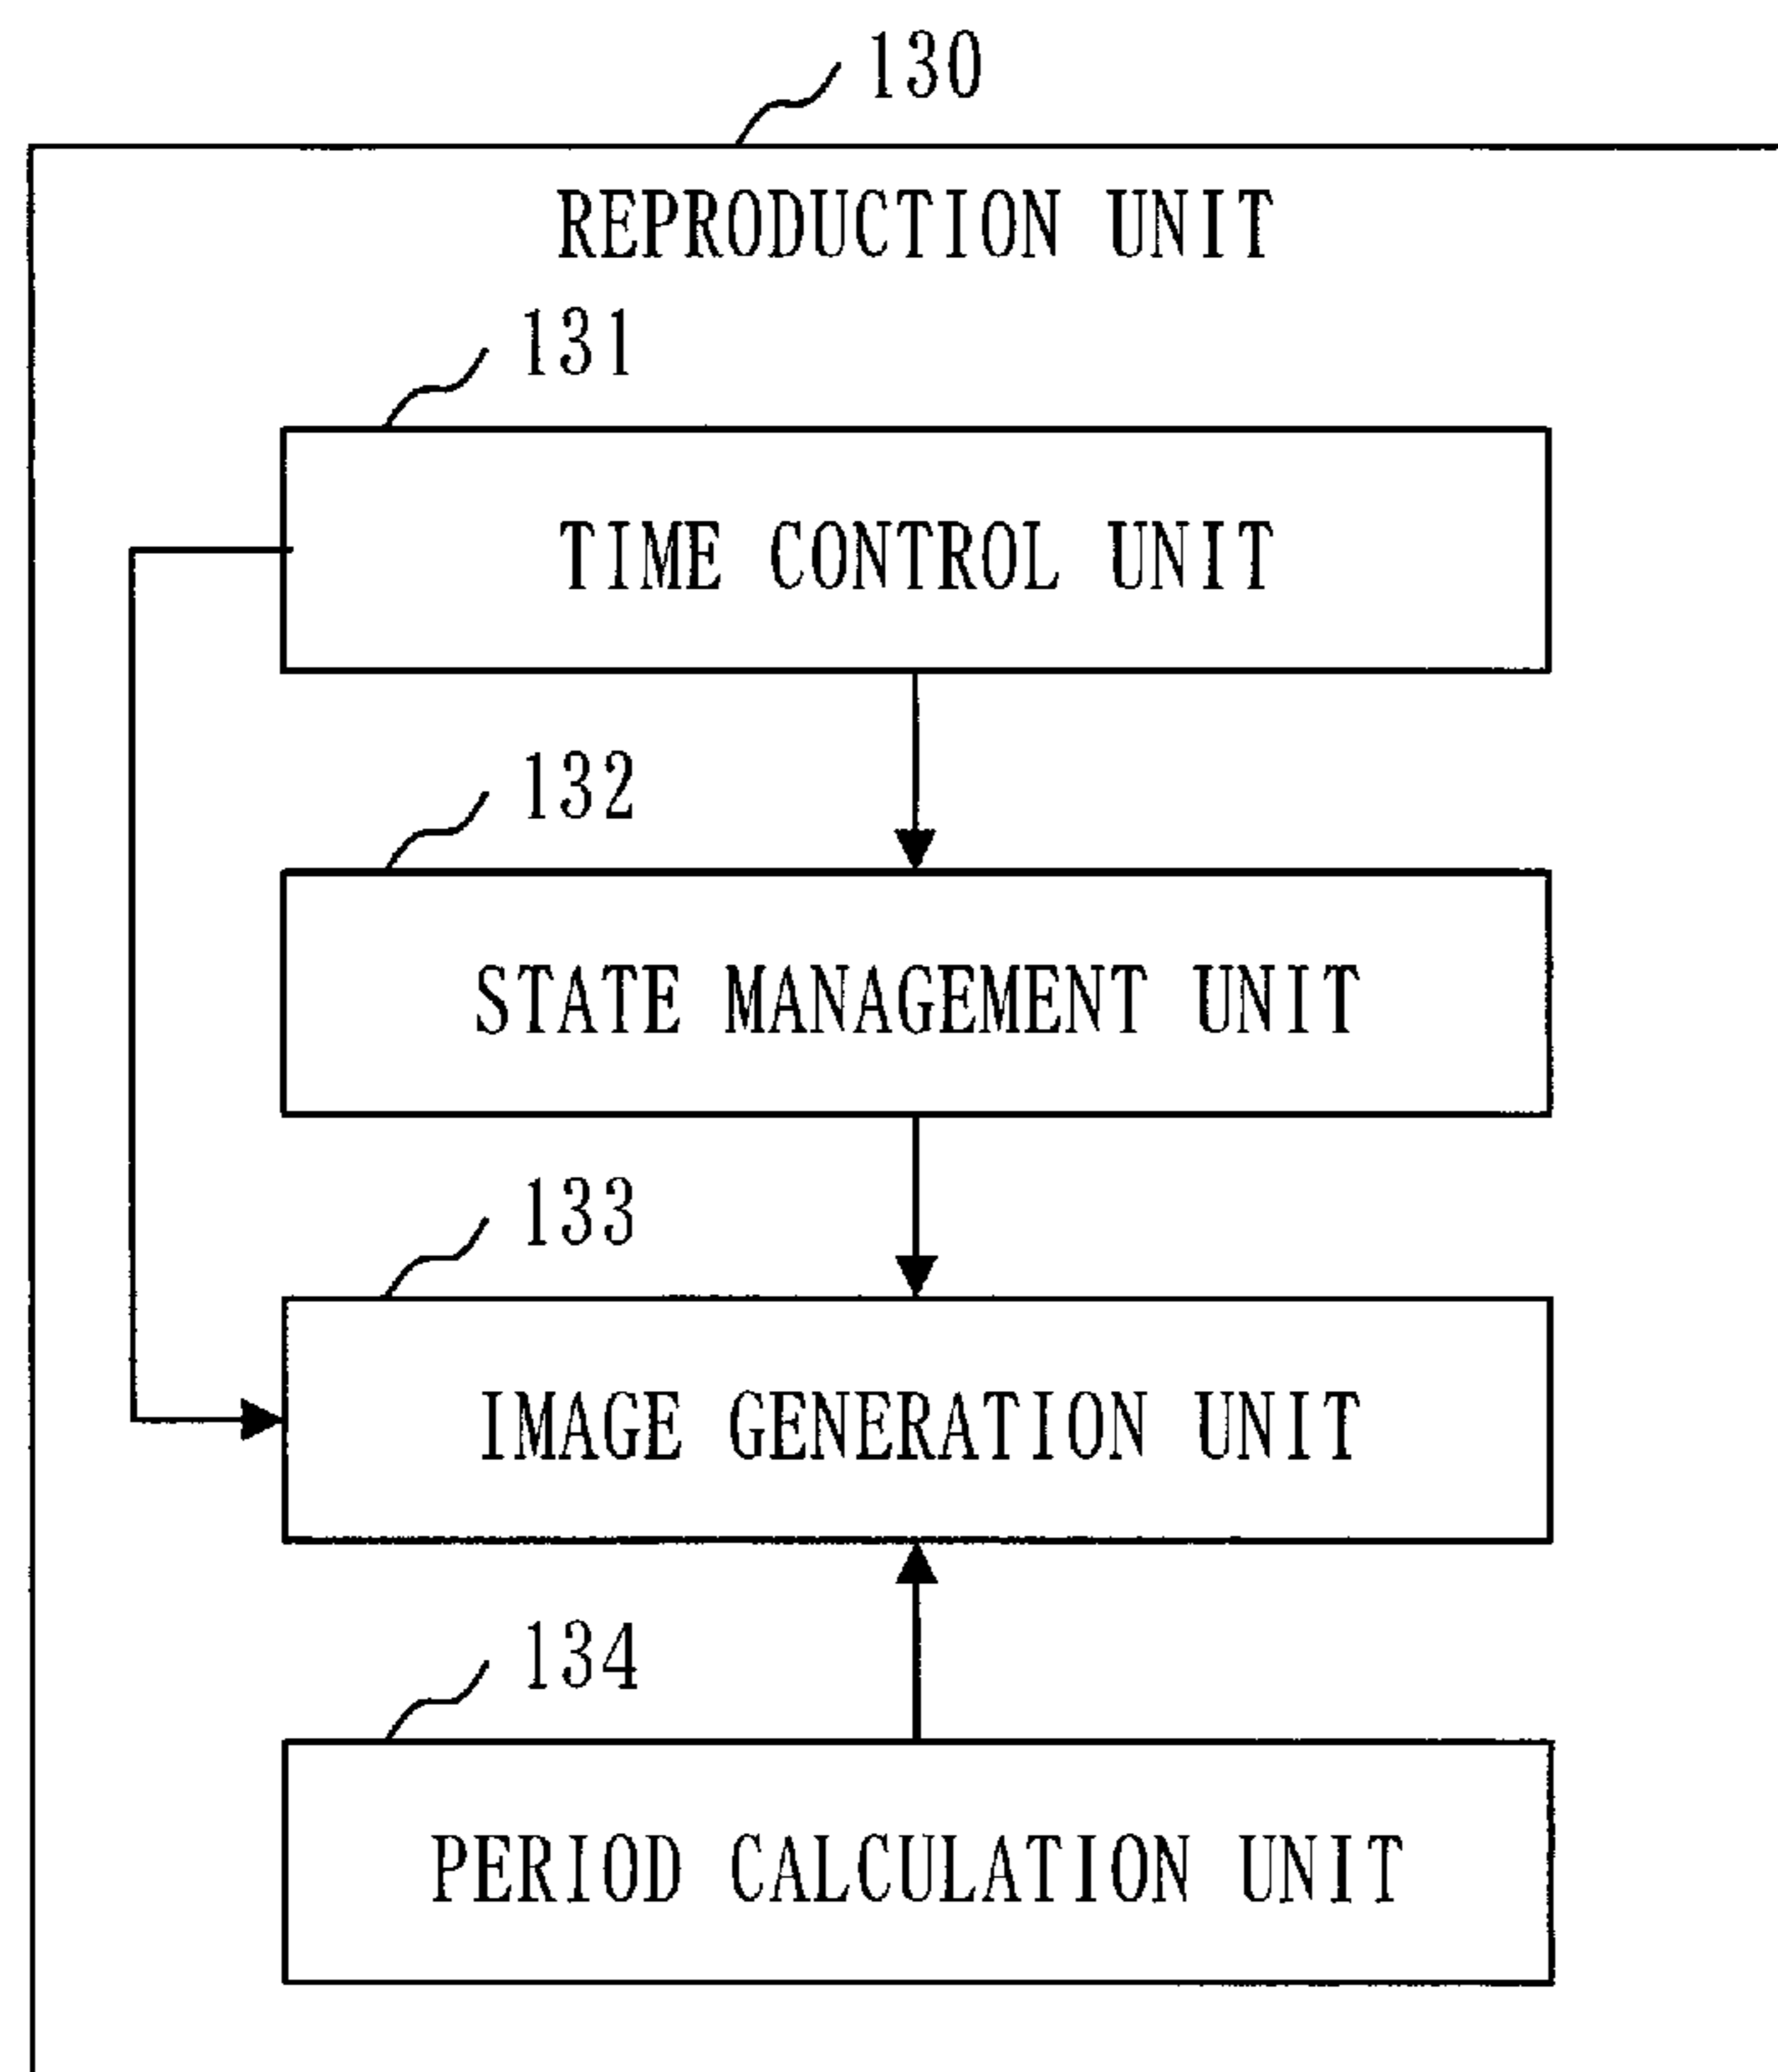 130
REPRODUCTION UNIT
131
TIME CONTROL UNIT
132
STATE MANAGEMENT UNIT
133
IMAGE GENERATION UNIT
134
PERIOD CALCULATION UNIT